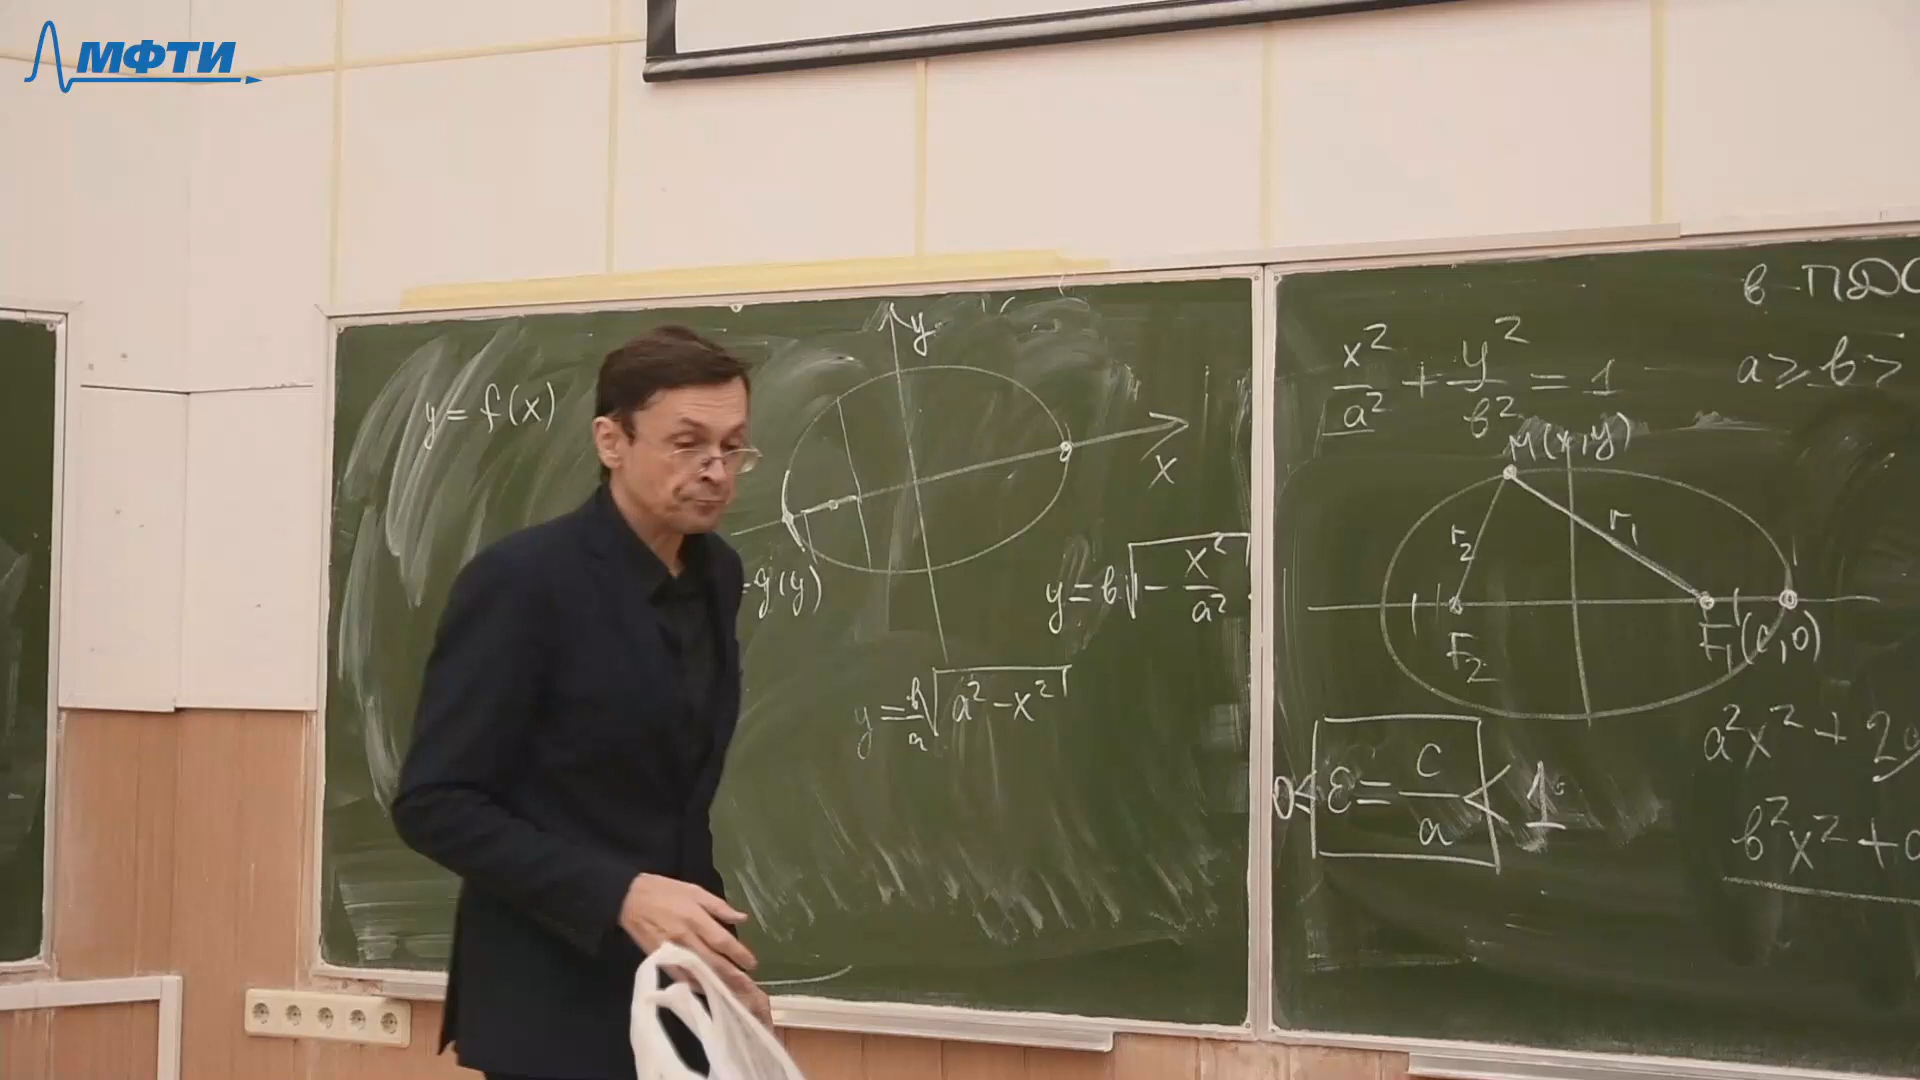 МФТИ
y = f(x)
y
x
=g(y)
y = b√1 - x²/a²
y = b/a √a² - x²
в ПДС
x²/a² + y²/b² = 1
a ≥ b >
M(x,y)
r₂
r₁
F₂
F₁(c,0)
0 ≤ ε = c/a < 1
a²x² + 2a
b²x² + a